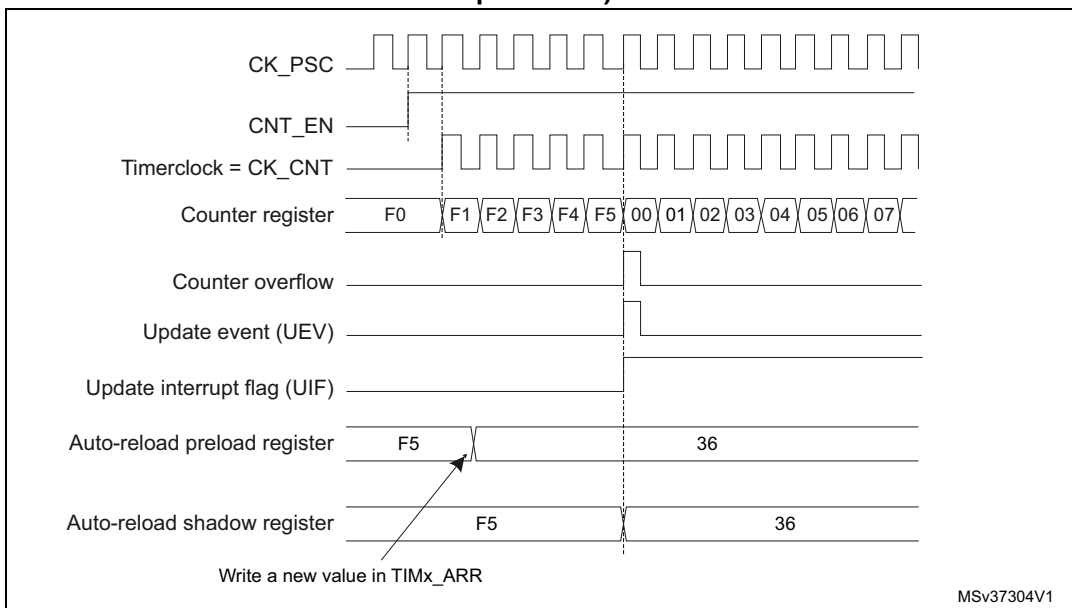 CK_PSC
CNT_EN
Timerclock = CK_CNT
Counter register F0 F1 F2 F3 F4 F5 00 01 02 03 04 05 06 07
Counter overflow
Update event (UEV)
Update interrupt flag (UIF)
Auto-reload preload register F5 36
Auto-reload shadow register F5 36
Write a new value in TIMx_ARR
MSv37304V1